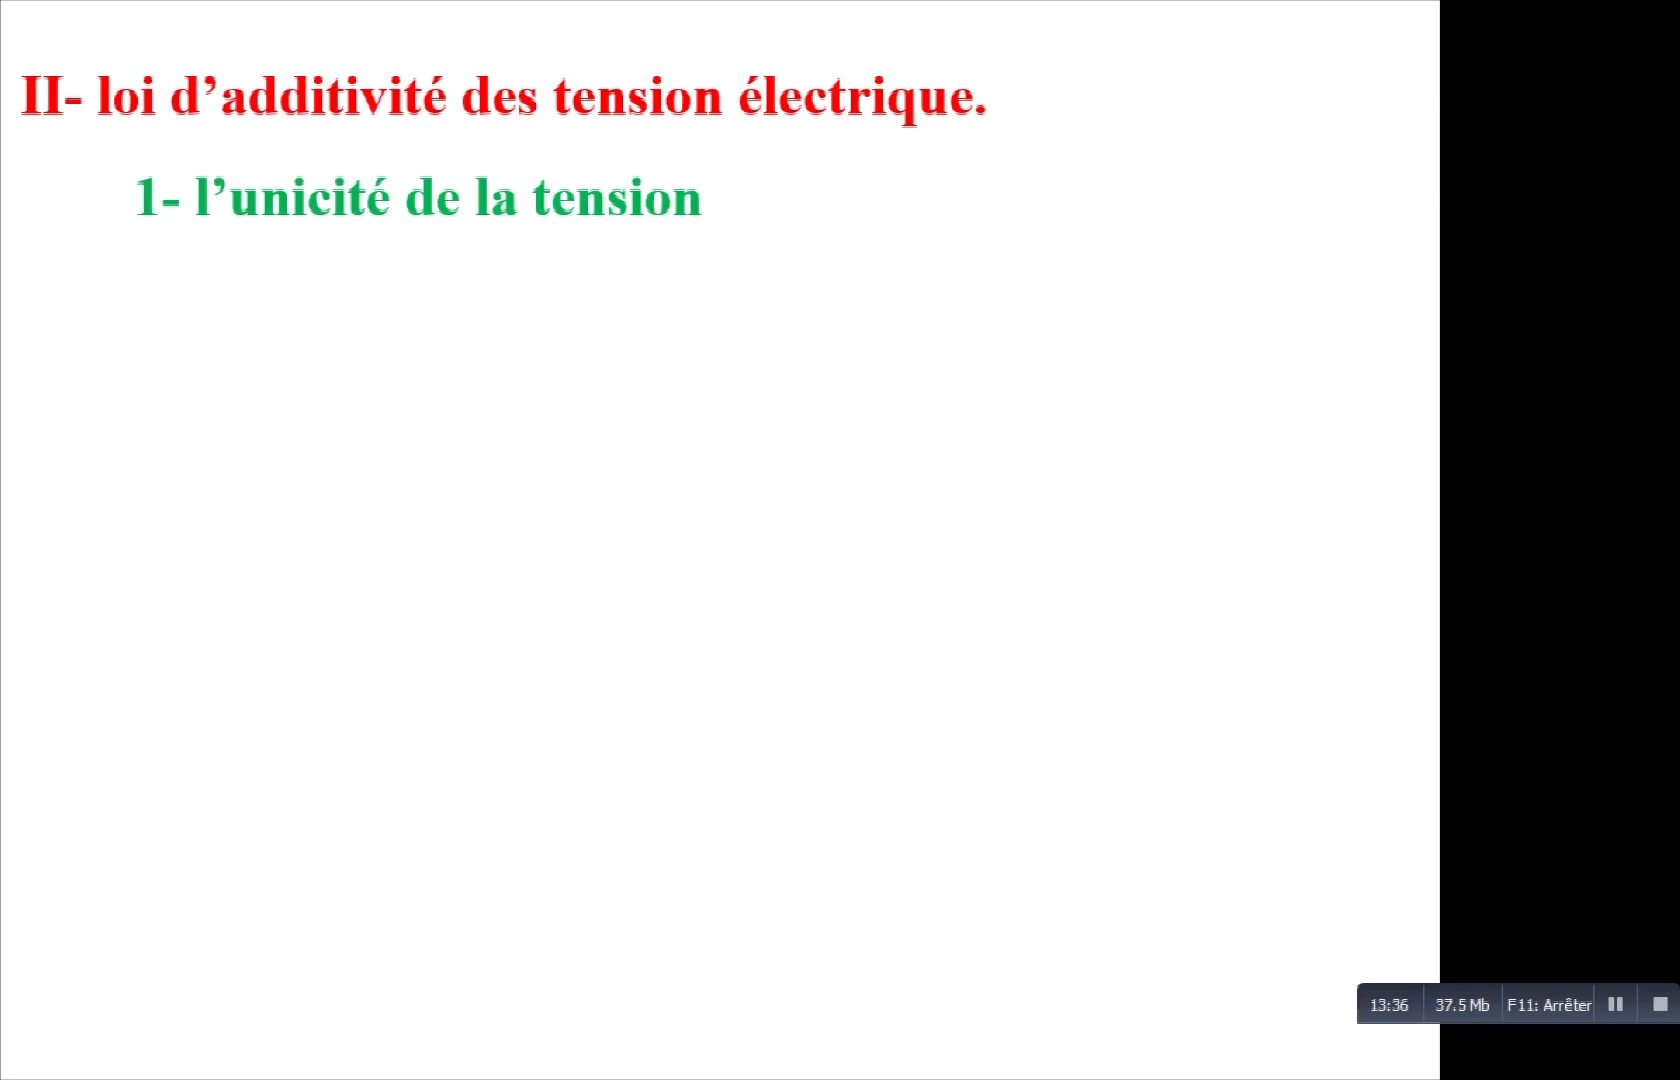 II- loi d’additivité des tension électrique.
1- l’unicité de la tension
13:36 37.5 Mb F11: Arrêter